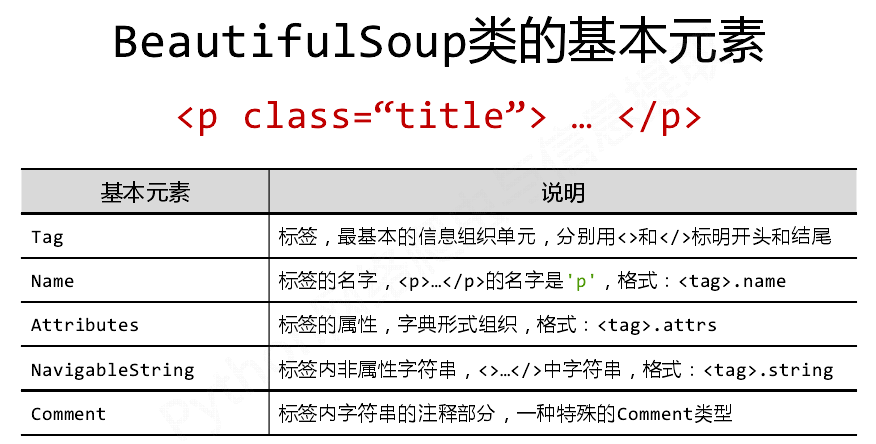 BeautifulSoup类的基本元素
<p class=“title”> … </p>
基本元素 说明
Tag 标签，最基本的信息组织单元，分别用<>和</>标明开头和结尾
Name 标签的名字，<p>…</p>的名字是'p'，格式：<tag>.name
Attributes 标签的属性，字典形式组织，格式：<tag>.attrs
NavigableString 标签内非属性字符串，<>…</>中字符串，格式：<tag>.string
Comment 标签内字符串的注释部分，一种特殊的Comment类型